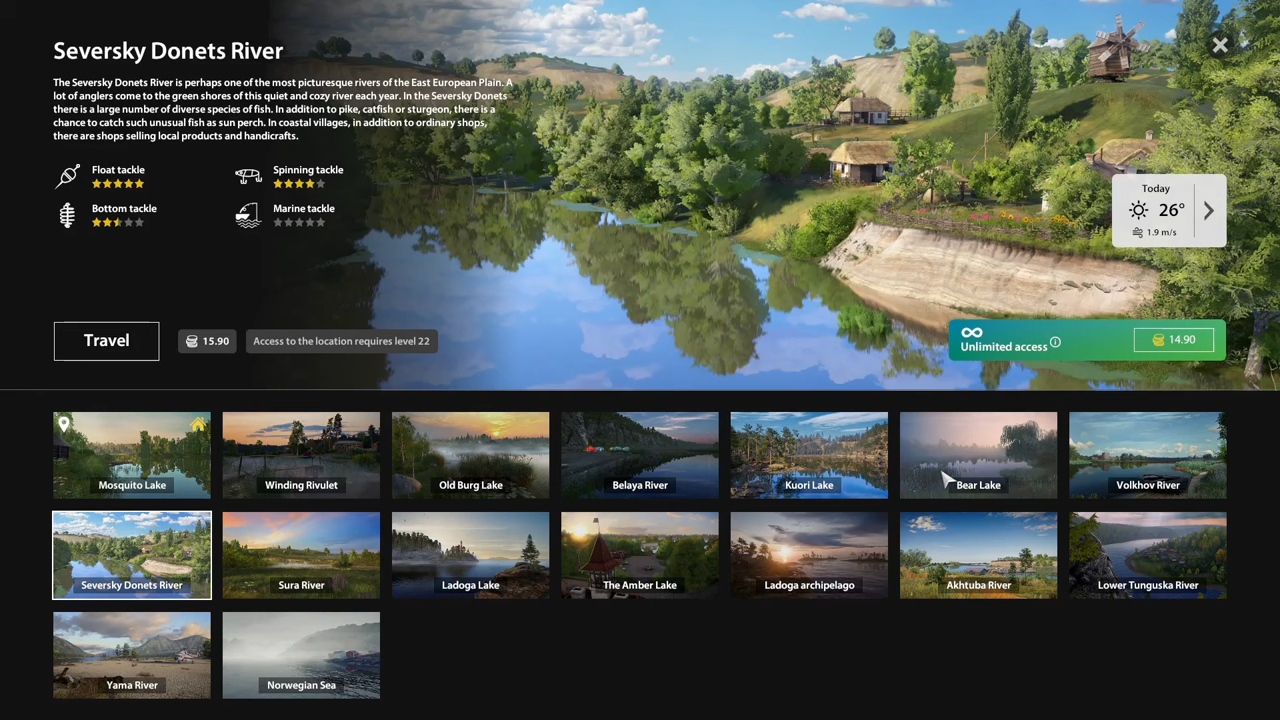 Seversky Donets River
The Seversky Donets River is perhaps one of the most picturesque rivers of the East European Plain. A
lot of anglers come to the green shores of this quiet and cozy river each year. In the Seversky Donets
there is a large number of diverse species of fish. In addition to pike, catfish or sturgeon, there is a
chance to catch such unusual fish as sun perch. In coastal villages, in addition to ordinary shops,
there are shops selling local products and handicrafts.
Float tackle
Spinning tackle
Bottom tackle
Marine tackle
Today
26°
1.9 m/s
Travel
15.90
Access to the location requires level 22
Unlimited access
14.90
Mosquito Lake
Winding Rivulet
Old Burg Lake
Belaya River
Kuori Lake
Bear Lake
Volkhov River
Seversky Donets River
Sura River
Ladoga Lake
The Amber Lake
Ladoga archipelago
Akhtuba River
Lower Tunguska River
Yama River
Norwegian Sea